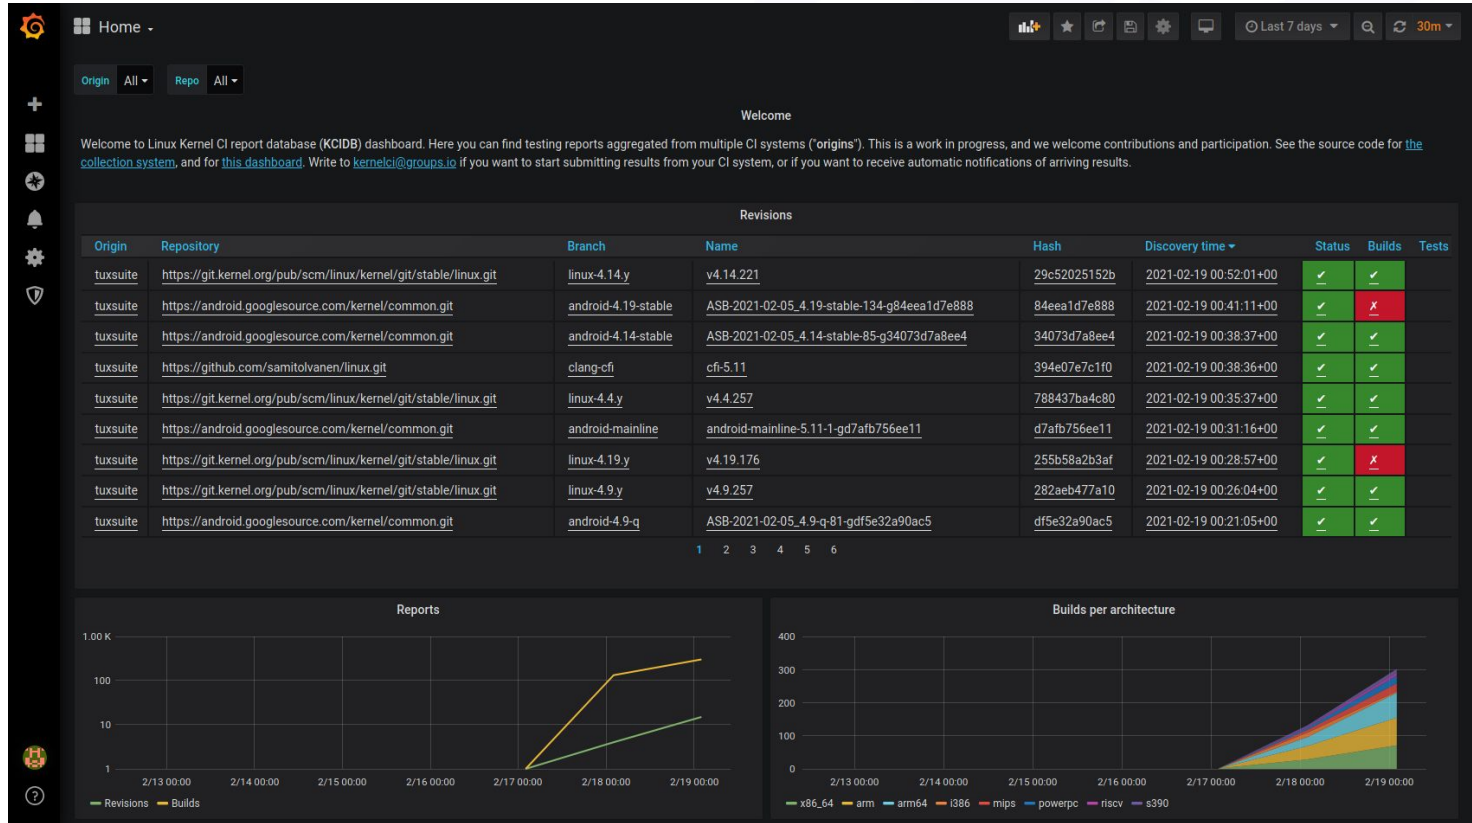 Home
Last 7 days 30m
Origin All Repo All
Welcome
Welcome to Linux Kernel CI report database (KCIDB) dashboard. Here you can find testing reports aggregated from multiple CI systems ("origins"). This is a work in progress, and we welcome contributions and participation. See the source code for the
collection system, and for this dashboard. Write to kernelci@groups.io if you want to start submitting results from your CI system, or if you want to receive automatic notifications of arriving results.
Revisions
Origin Repository Branch Name Hash Discovery time Status Builds Tests
tuxsuite https://git.kernel.org/pub/scm/linux/kernel/git/stable/linux.git linux-4.14.y v4.14.221 29c52025152b 2021-02-19 00:52:01+00 ✔ ✔
tuxsuite https://android.googlesource.com/kernel/common.git android-4.19-stable ASB-2021-02-05_4.19-stable-134-g84eea1d7e888 84eea1d7e888 2021-02-19 00:41:11+00 ✔ ✗
tuxsuite https://android.googlesource.com/kernel/common.git android-4.14-stable ASB-2021-02-05_4.14-stable-85-g34073d7a8ee4 34073d7a8ee4 2021-02-19 00:38:37+00 ✔ ✔
tuxsuite https://github.com/samitolvanen/linux.git clang-cfi cfi-5.11 394e07e7c1f0 2021-02-19 00:38:36+00 ✔ ✔
tuxsuite https://git.kernel.org/pub/scm/linux/kernel/git/stable/linux.git linux-4.4.y v4.4.257 788437ba4c80 2021-02-19 00:35:37+00 ✔ ✔
tuxsuite https://android.googlesource.com/kernel/common.git android-mainline android-mainline-5.11-1-gd7afb756ee11 d7afb756ee11 2021-02-19 00:31:16+00 ✔ ✔
tuxsuite https://git.kernel.org/pub/scm/linux/kernel/git/stable/linux.git linux-4.19.y v4.19.176 255b58a2b3af 2021-02-19 00:28:57+00 ✔ ✗
tuxsuite https://git.kernel.org/pub/scm/linux/kernel/git/stable/linux.git linux-4.9.y v4.9.257 282aeb477a10 2021-02-19 00:26:04+00 ✔ ✔
tuxsuite https://android.googlesource.com/kernel/common.git android-4.9-q ASB-2021-02-05_4.9-q-81-gdf5e32a90ac5 df5e32a90ac5 2021-02-19 00:21:05+00 ✔ ✔
1 2 3 4 5 6
Reports
1.00 K
100
10
1
2/13 00:00 2/14 00:00 2/15 00:00 2/16 00:00 2/17 00:00 2/18 00:00 2/19 00:00
Revisions Builds
Builds per architecture
400
300
200
100
0
2/13 00:00 2/14 00:00 2/15 00:00 2/16 00:00 2/17 00:00 2/18 00:00 2/19 00:00
x86_64 arm arm64 i386 mips powerpc riscv s390